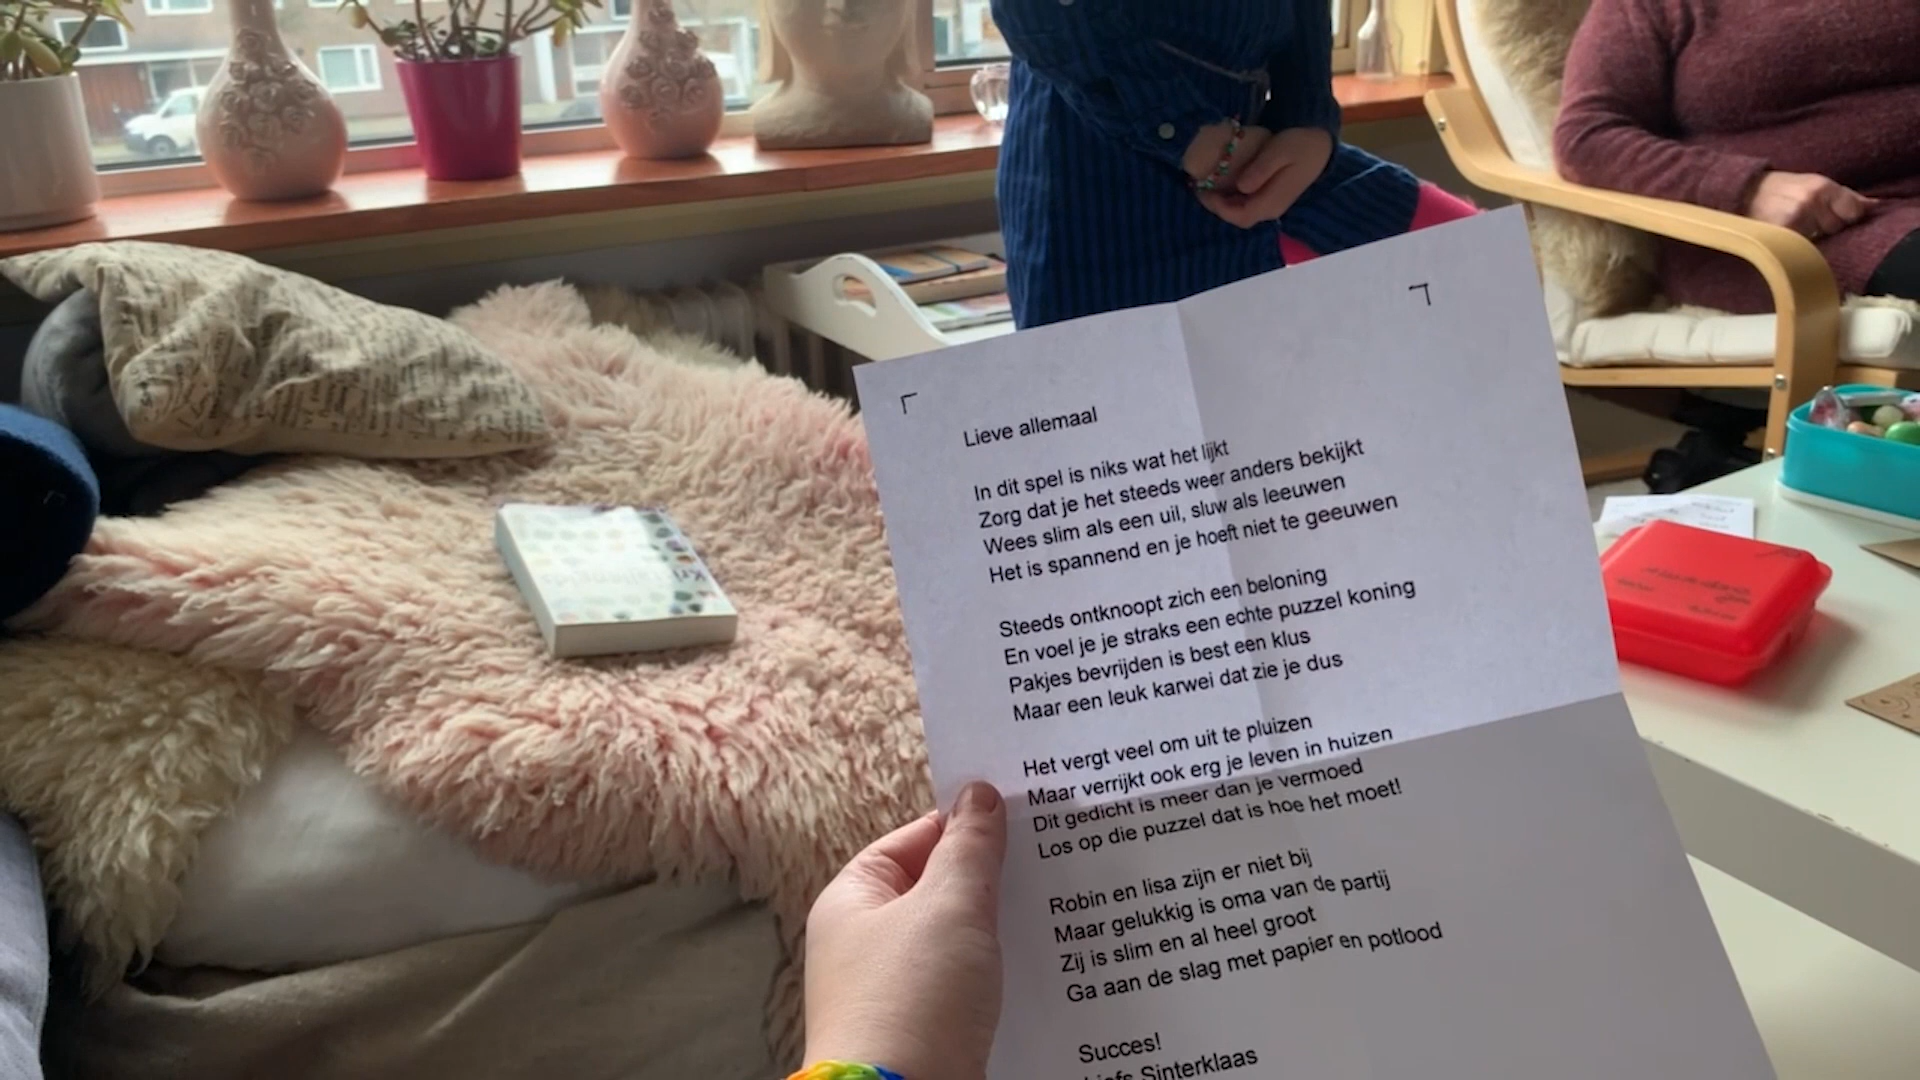 Lieve allemaal
In dit spel is niks wat het lijkt
Zorg dat je het steeds weer anders bekijkt
Wees slim als een uil, sluw als leeuwen
Het is spannend en je hoeft niet te geeuwen
Steeds ontknoopt zich een beloning
En voel je je straks een echte puzzel koning
Pakjes bevrijden is best een klus
Maar een leuk karwei dat zie je dus
Het vergt veel om uit te pluizen
Maar verrijkt ook erg je leven in huizen
Dit gedicht is meer dan je vermoed
Los op die puzzel dat is hoe het moet!
Robin en lisa zijn er niet bij
Maar gelukkig is oma van de partij
Zij is slim en al heel groot
Ga aan de slag met papier en potlood
Succes!
Liefs Sinterklaas